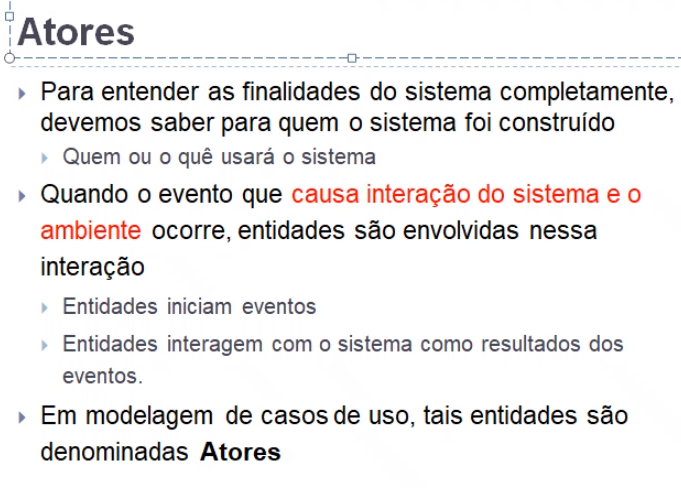 Atores
Para entender as finalidades do sistema completamente,
devemos saber para quem o sistema foi construído
Quem ou o quê usará o sistema
Quando o evento que causa interação do sistema e o
ambiente ocorre, entidades são envolvidas nessa
interação
Entidades iniciam eventos
Entidades interagem com o sistema como resultados dos
eventos.
Em modelagem de casos de uso, tais entidades são
denominadas Atores